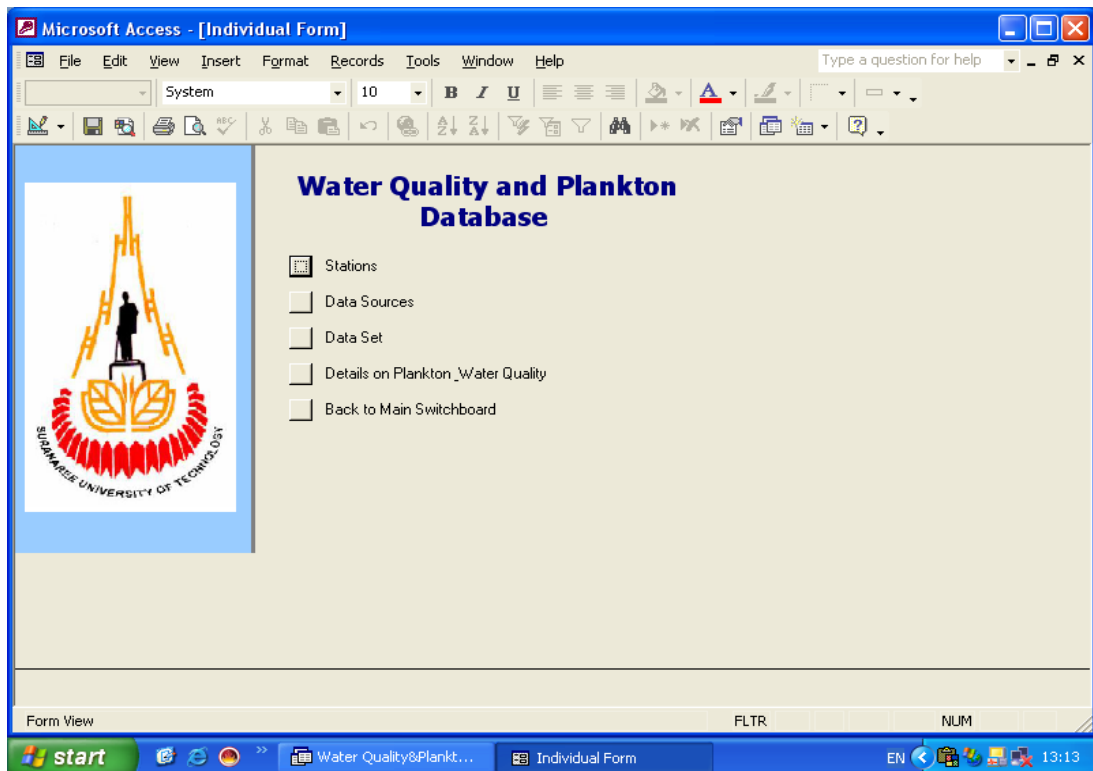 Microsoft Access - [Individual Form]
File Edit View Insert Format Records Tools Window Help Type a question for help
System 10 B I U A
Water Quality and Plankton
Database
Stations
Data Sources
Data Set
Details on Plankton_Water Quality
Back to Main Switchboard
SURANAREE UNIVERSITY OF TECHNOLOGY
Form View FLTR NUM
start Water Quality&Plankt... Individual Form EN 13:13